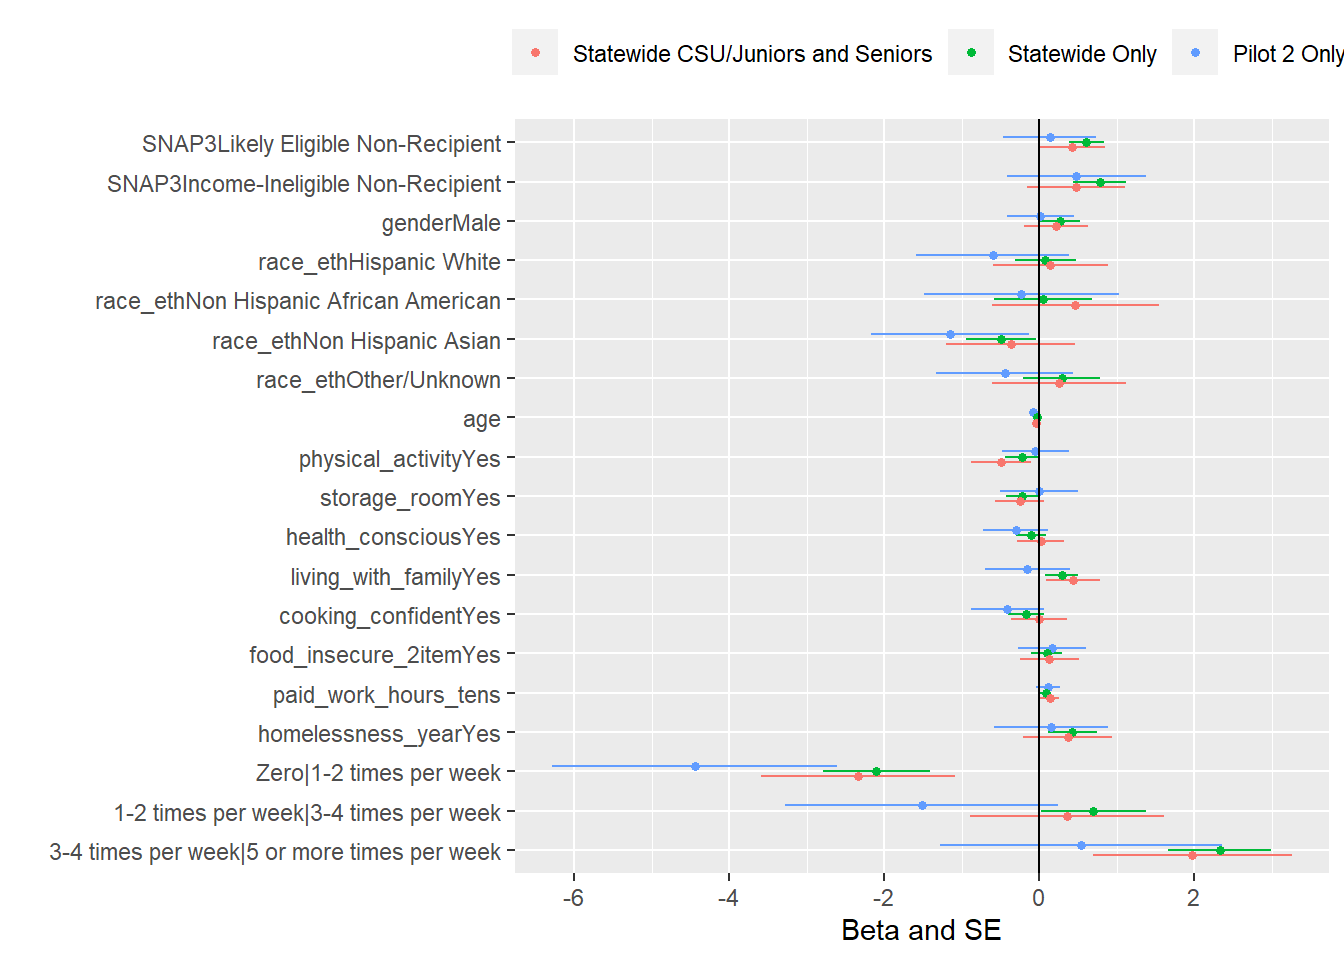 Statewide CSU/Juniors and Seniors Statewide Only Pilot 2 Only
SNAP3Likely Eligible Non-Recipient
SNAP3Income-Ineligible Non-Recipient
genderMale
race_ethHispanic White
race_ethNon Hispanic African American
race_ethNon Hispanic Asian
race_ethOther/Unknown
age
physical_activityYes
storage_roomYes
health_consciousYes
living_with_familyYes
cooking_confidentYes
food_insecure_2itemYes
paid_work_hours_tens
homelessness_yearYes
Zero|1-2 times per week
1-2 times per week|3-4 times per week
3-4 times per week|5 or more times per week
-6 -4 -2 0 2
Beta and SE